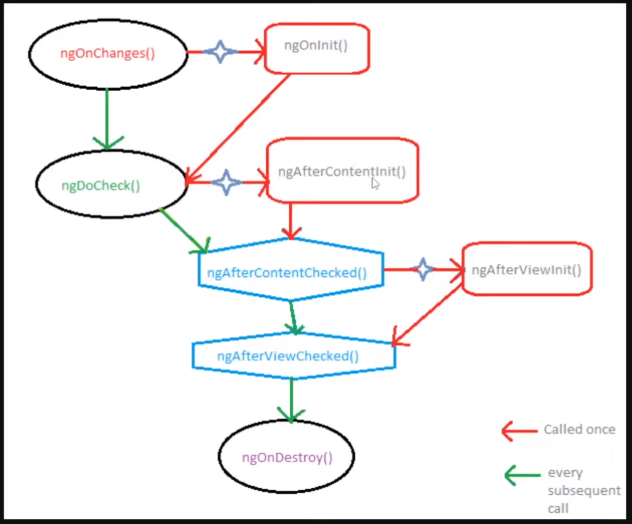 ngOnChanges()
ngOnInit()
ngDoCheck()
ngAfterContentInit()
ngAfterContentChecked()
ngAfterViewInit()
ngAfterViewChecked()
ngOnDestroy()
Called once
every
subsequent
call